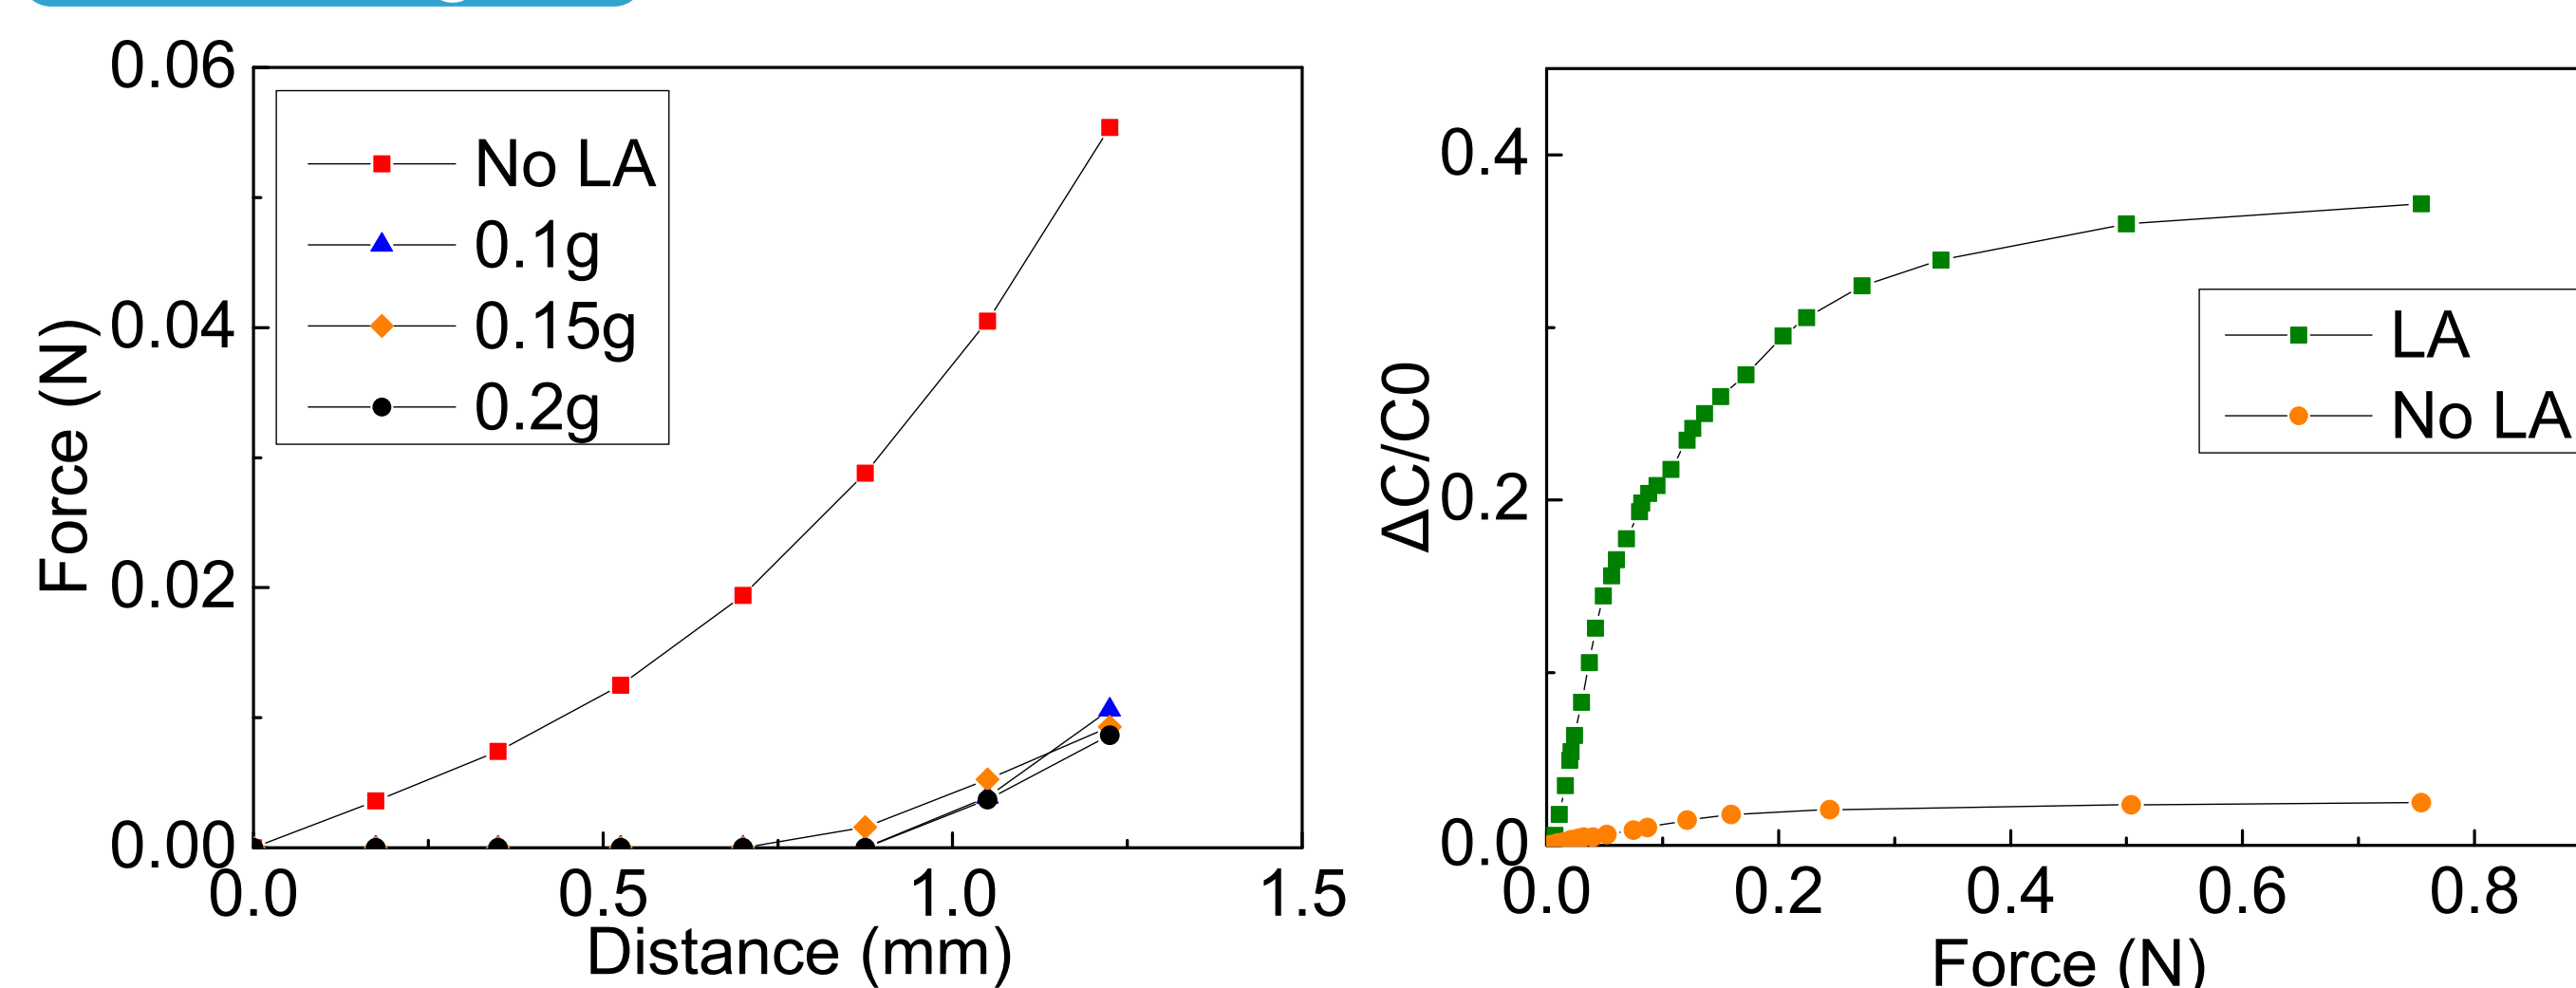 0.06
0.04
0.02
0.00
Force (N)
No LA
0.1g
0.15g
0.2g
0.0 0.5 1.0 1.5
Distance (mm)
0.4
0.2
0.0
ΔC/C0
LA
No LA
0.0 0.2 0.4 0.6 0.8
Force (N)